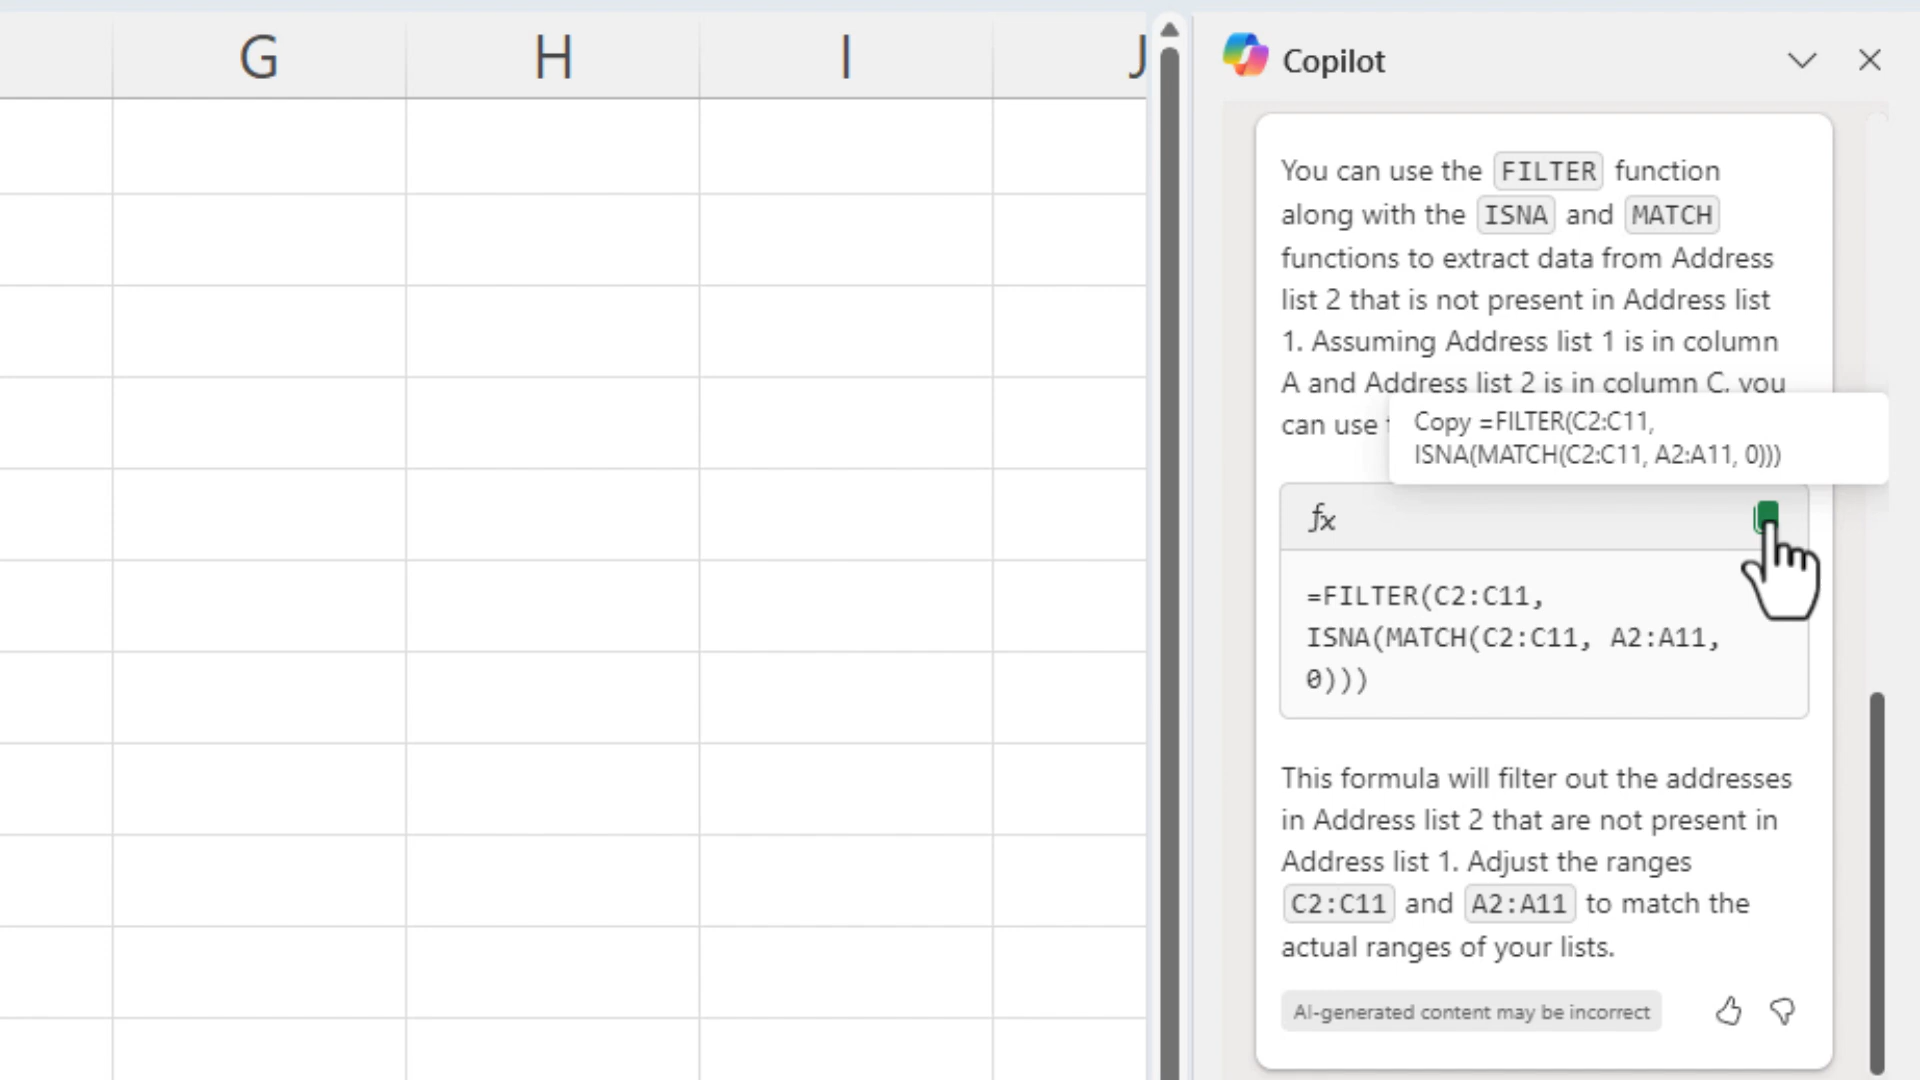 G H I J
Copilot
You can use the FILTER function
along with the ISNA and MATCH
functions to extract data from Address
list 2 that is not present in Address list
1. Assuming Address list 1 is in column
A and Address list 2 is in column C, you
can use
Copy =FILTER(C2:C11,
ISNA(MATCH(C2:C11, A2:A11, 0)))
fx
=FILTER(C2:C11,
ISNA(MATCH(C2:C11, A2:A11,
0)))
This formula will filter out the addresses
in Address list 2 that are not present in
Address list 1. Adjust the ranges
C2:C11 and A2:A11 to match the
actual ranges of your lists.
AI-generated content may be incorrect